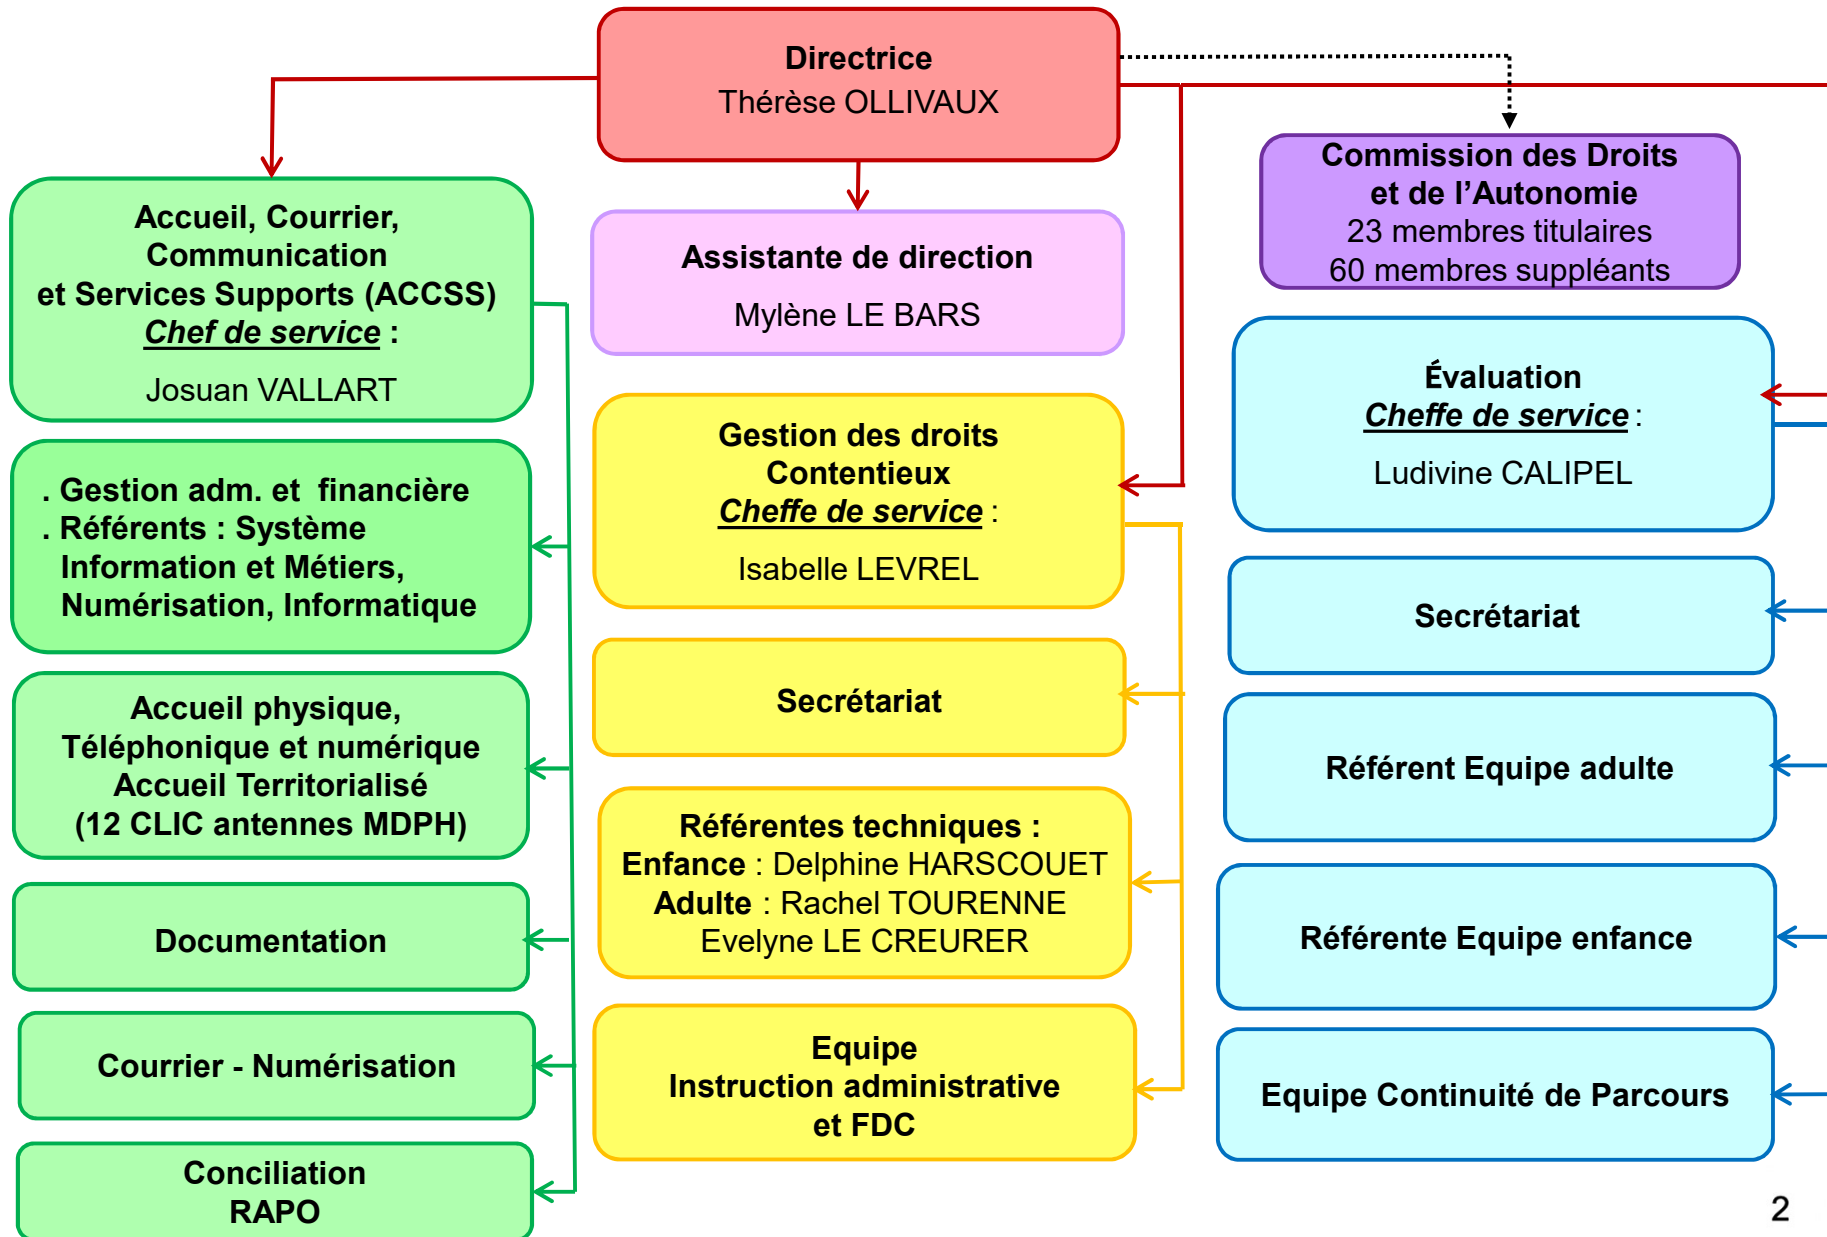 Directrice
Thérèse OLLIVAUX
Accueil, Courrier,
Communication
et Services Supports (ACCSS)
Chef de service :
Josuan VALLART
. Gestion adm. et  financière
. Référents : Système
Information et Métiers,
Numérisation, Informatique
Accueil physique,
Téléphonique et numérique
Accueil Territorialisé
(12 CLIC antennes MDPH)
Documentation
Courrier - Numérisation
Conciliation
RAPO
Assistante de direction
Mylène LE BARS
Gestion des droits
Contentieux
Cheffe de service :
Isabelle LEVREL
Secrétariat
Référentes techniques :
Enfance : Delphine HARSCOUET
Adulte : Rachel TOURENNE
Evelyne LE CREURER
Equipe
Instruction administrative
et FDC
Commission des Droits
et de l’Autonomie
23 membres titulaires
60 membres suppléants
Évaluation
Cheffe de service :
Ludivine CALIPEL
Secrétariat
Référent Equipe adulte
Référente Equipe enfance
Equipe Continuité de Parcours
2